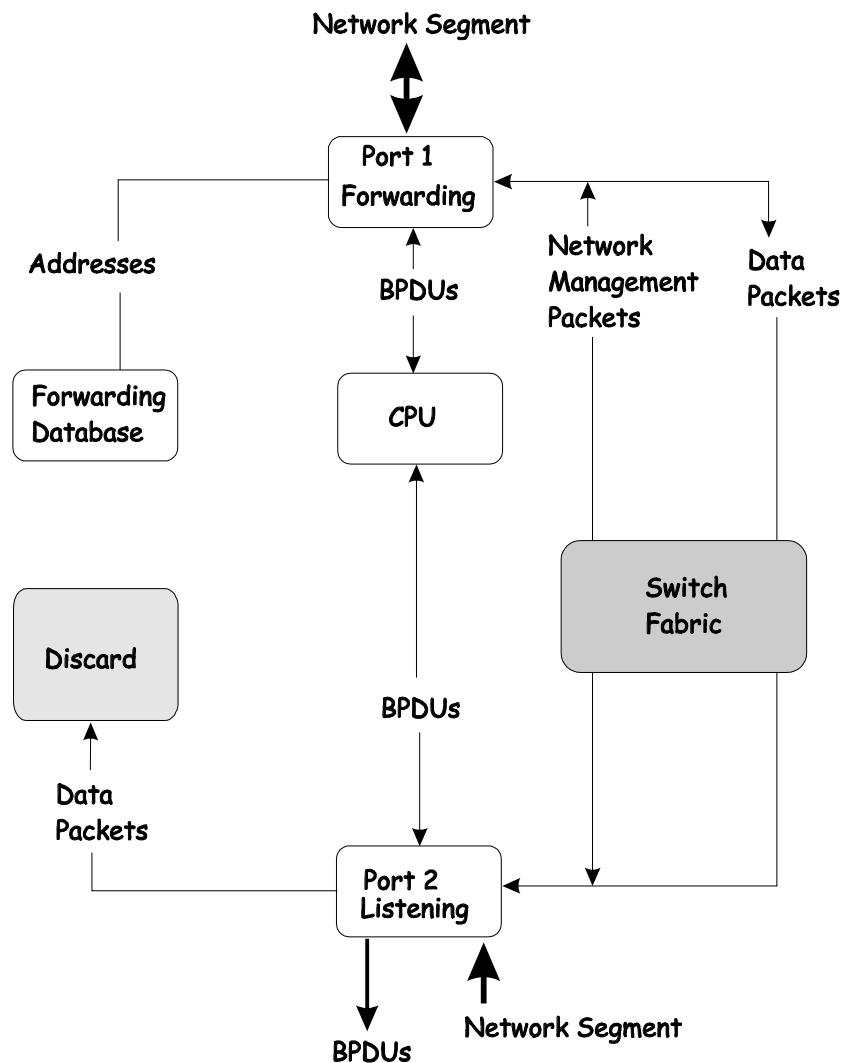 Network Segment
Port 1
Forwarding
Addresses
BPDUs
Network
Management
Packets
Data
Packets
Forwarding
Database
CPU
Switch
Fabric
Discard
BPDUs
Data
Packets
Port 2
Listening
Network Segment
BPDUs